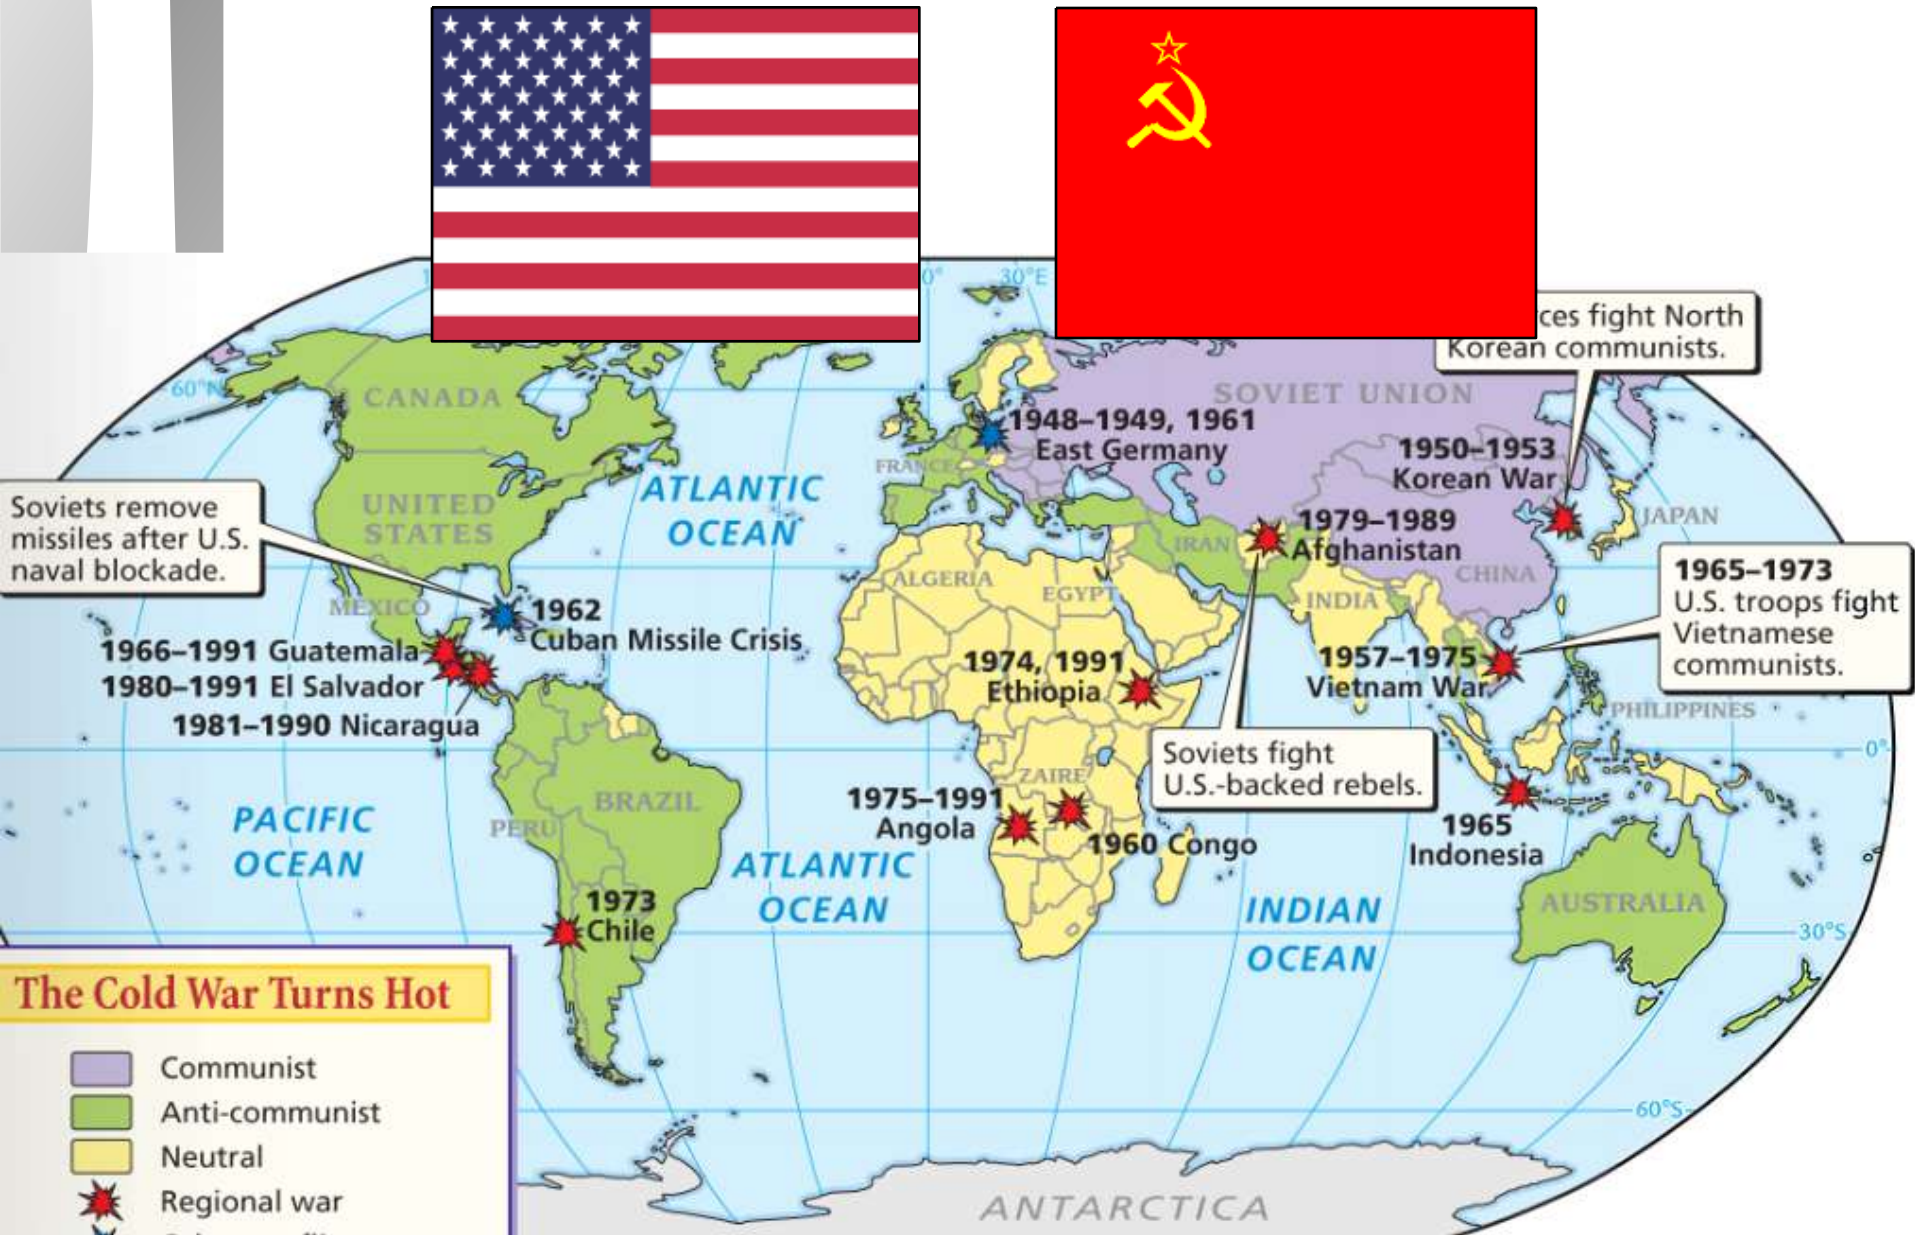 30°E
ces fight North
Korean communists.
60°N
CANADA
SOVIET UNION
1948–1949, 1961
East Germany
1950–1953
Korean War
FRANCE
UNITED
STATES
ATLANTIC
OCEAN
Soviets remove
missiles after U.S.
naval blockade.
JAPAN
1979–1989
Afghanistan
IRAN
CHINA
ALGERIA
EGYPT
INDIA
MEXICO
1962
Cuban Missile Crisis
1965–1973
U.S. troops fight
Vietnamese
communists.
1966–1991 Guatemala
1980–1991 El Salvador
1981–1990 Nicaragua
1974, 1991
Ethiopia
1957–1975
Vietnam War
PHILIPPINES
0°
Soviets fight
U.S.-backed rebels.
ZAIRE
BRAZIL
PERU
PACIFIC
OCEAN
1975–1991
Angola
1960 Congo
1965
Indonesia
ATLANTIC
OCEAN
1973
Chile
INDIAN
OCEAN
AUSTRALIA
30°S
The Cold War Turns Hot
Communist
Anti-communist
Neutral
Regional war
60°S
ANTARCTICA